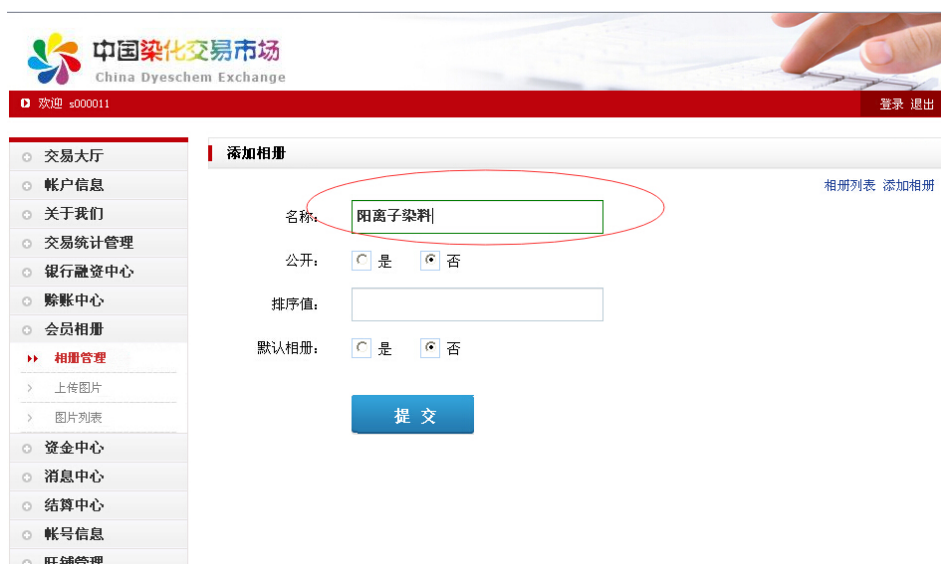 中国染化交易市场
China Dyeschem Exchange
欢迎 s000011
登录 退出
交易大厅
帐户信息
关于我们
交易统计管理
银行融资中心
赊账中心
会员相册
相册管理
上传图片
图片列表
资金中心
消息中心
结算中心
帐号信息
旺铺管理
添加相册
相册列表 添加相册
名称: 阳离子染料
公开: 是 否
排序值:
默认相册: 是 否
提 交